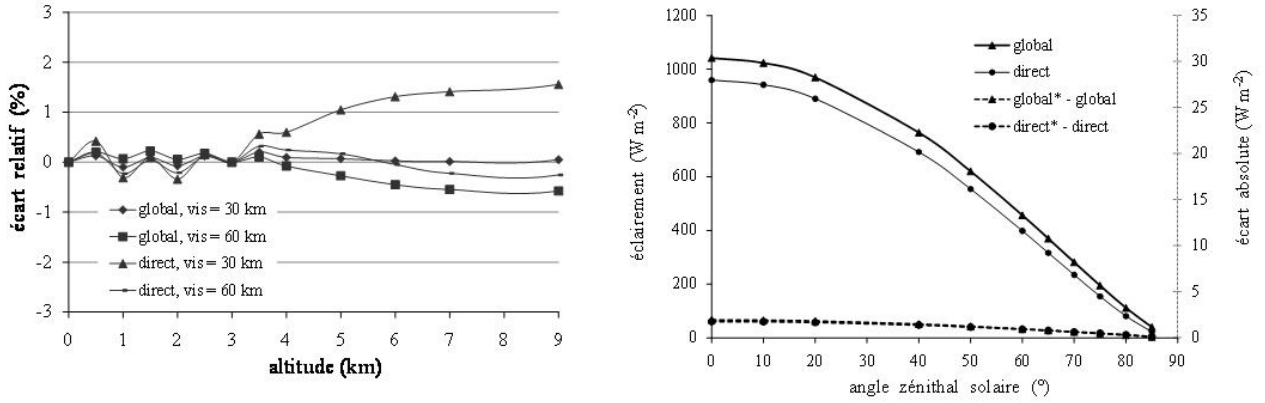 écart relatif (%)
3
2
1
0
-1
-2
-3
global, vis = 30 km
global, vis = 60 km
direct, vis = 30 km
direct, vis = 60 km
0 1 2 3 4 5 6 7 8 9
altitude (km)
éclairement (W m-2)
1200
1000
800
600
400
200
0
global
direct
global* - global
direct* - direct
35
30
25
20
15
10
5
0
écart absolute (W m-2)
0 10 20 30 40 50 60 70 80 90
angle zénithal solaire (º)